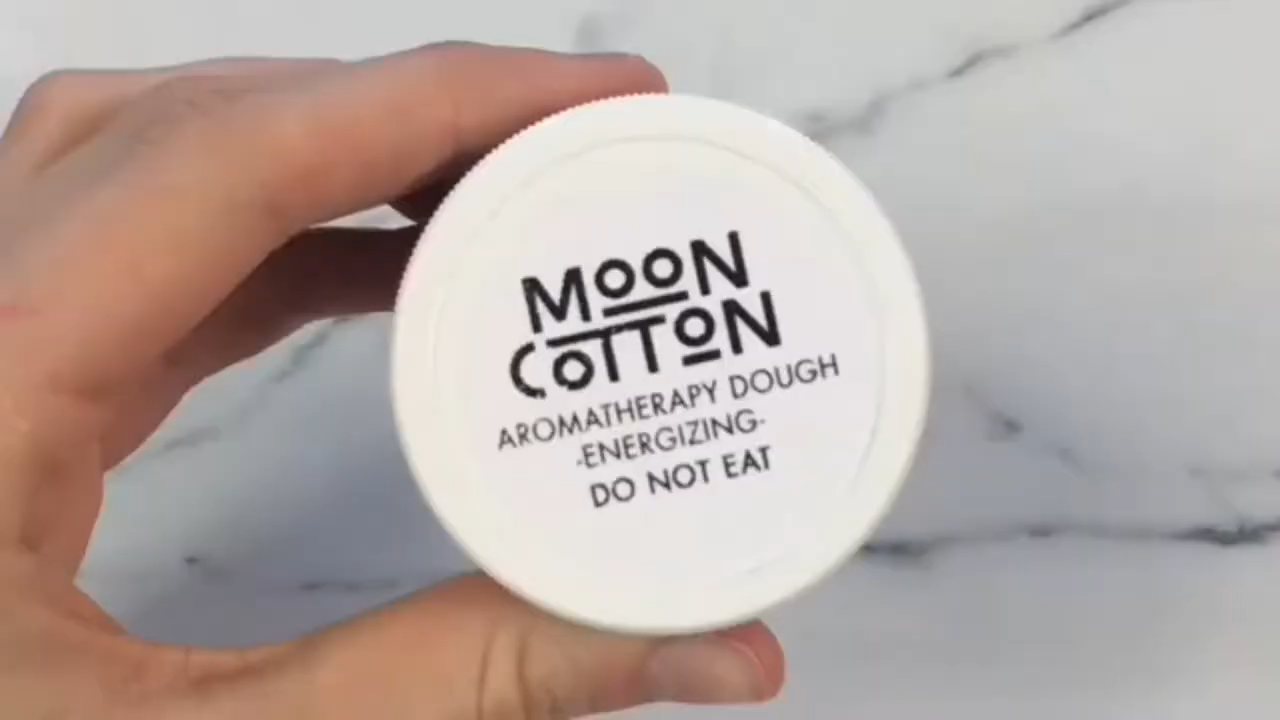 MOON
COTTON
AROMATHERAPY DOUGH
-ENERGIZING-
DO NOT EAT